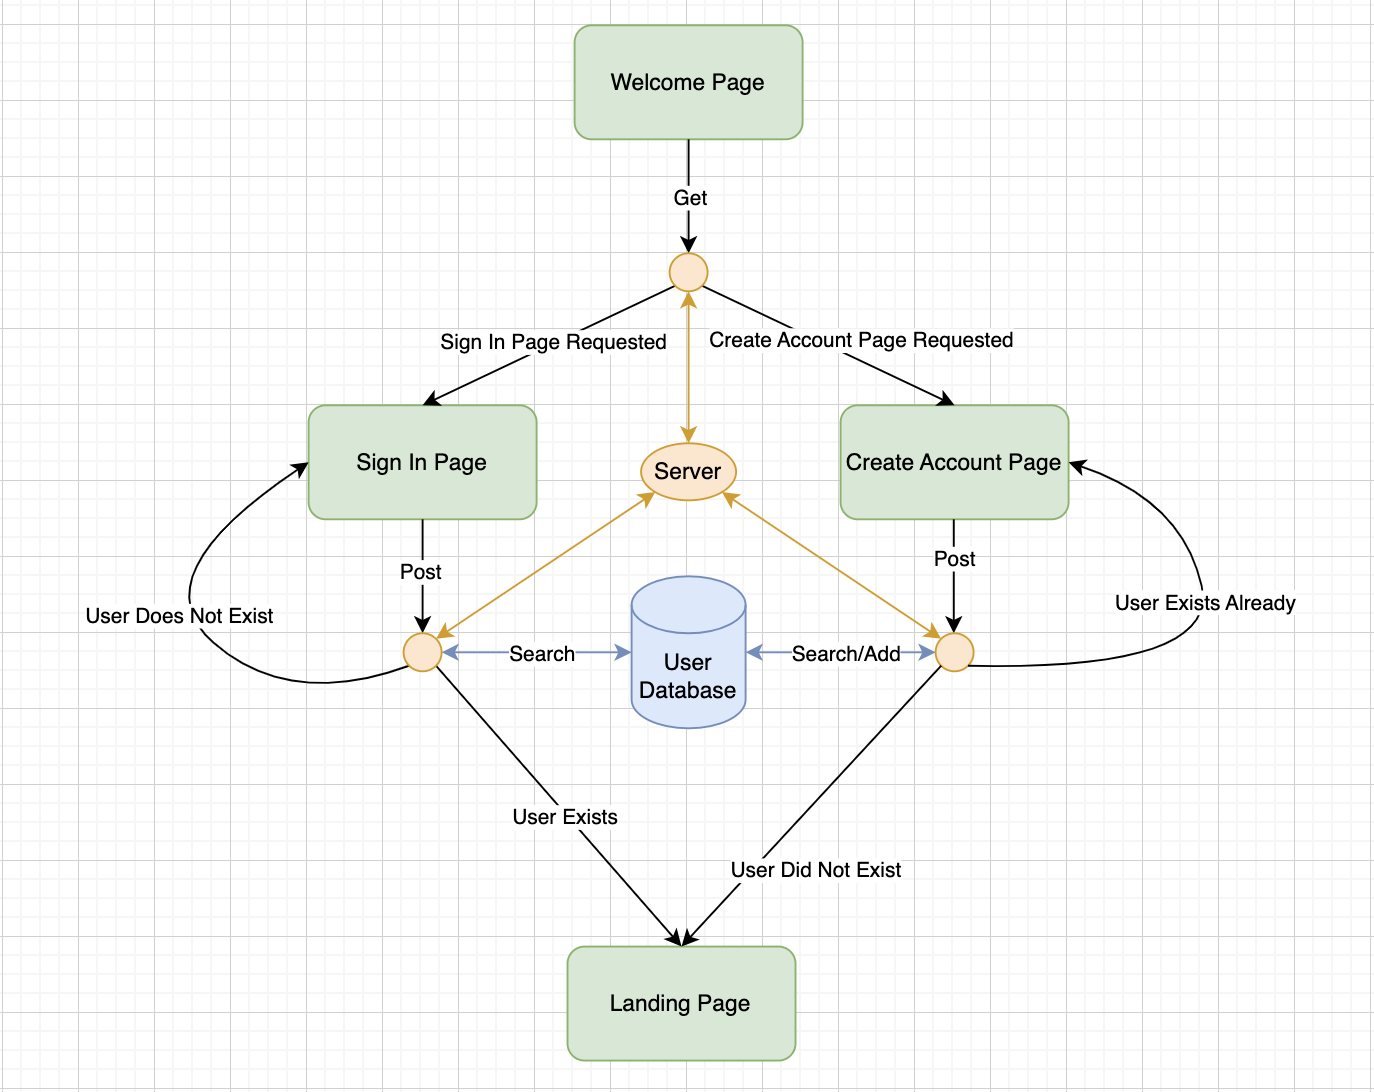 Welcome Page
Get
Sign In Page Requested
Create Account Page Requested
Sign In Page
Server
Create Account Page
Post
Post
User Does Not Exist
User Exists Already
Search
User
Database
Search/Add
User Exists
User Did Not Exist
Landing Page